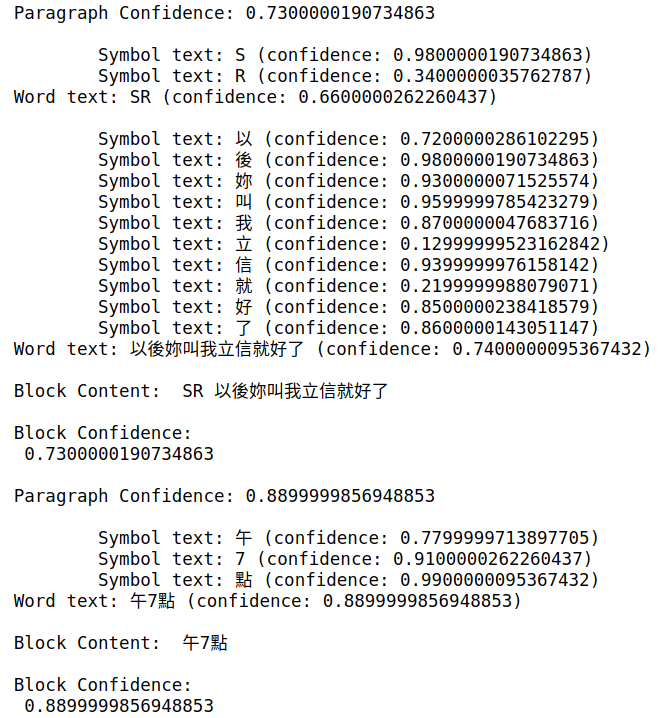 Paragraph Confidence: 0.7300000190734863
Symbol text: S (confidence: 0.9800000190734863)
Symbol text: R (confidence: 0.3400000035762787)
Word text: SR (confidence: 0.6600000262260437)
Symbol text: 以 (confidence: 0.7200000286102295)
Symbol text: 後 (confidence: 0.9800000190734863)
Symbol text: 妳 (confidence: 0.9300000071525574)
Symbol text: 叫 (confidence: 0.9599999785423279)
Symbol text: 我 (confidence: 0.8700000047683716)
Symbol text: 立 (confidence: 0.12999999523162842)
Symbol text: 信 (confidence: 0.9399999976158142)
Symbol text: 就 (confidence: 0.2199999988079071)
Symbol text: 好 (confidence: 0.8500000238418579)
Symbol text: 了 (confidence: 0.8600000143051147)
Word text: 以後妳叫我立信就好了 (confidence: 0.7400000095367432)
Block Content:  SR 以後妳叫我立信就好了
Block Confidence:
0.7300000190734863
Paragraph Confidence: 0.8899999856948853
Symbol text: 午 (confidence: 0.7799999713897705)
Symbol text: 7 (confidence: 0.9100000262260437)
Symbol text: 點 (confidence: 0.9900000095367432)
Word text: 午7點 (confidence: 0.8899999856948853)
Block Content:  午7點
Block Confidence:
0.8899999856948853